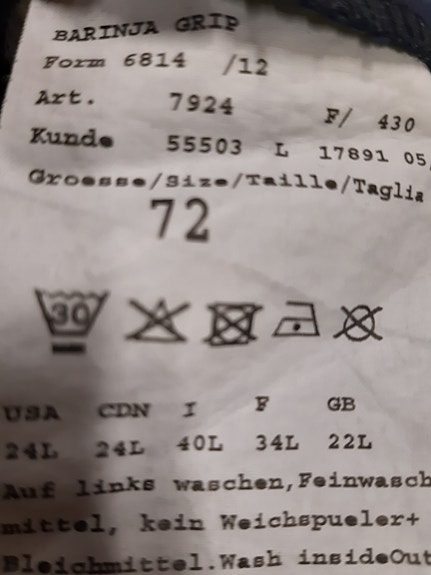 BARINJA GRIP
Form 6814 /12
Art. 7924 F/ 430
Kunde 55503 L 17891 05
Groesse/Size/Taille/Taglia
72
30
USA CDN I F GB
24L 24L 40L 34L 22L
Auf links waschen,Feinwasch
mittel, kein Weichspueler+
Bleichmittel.Wash insideOut